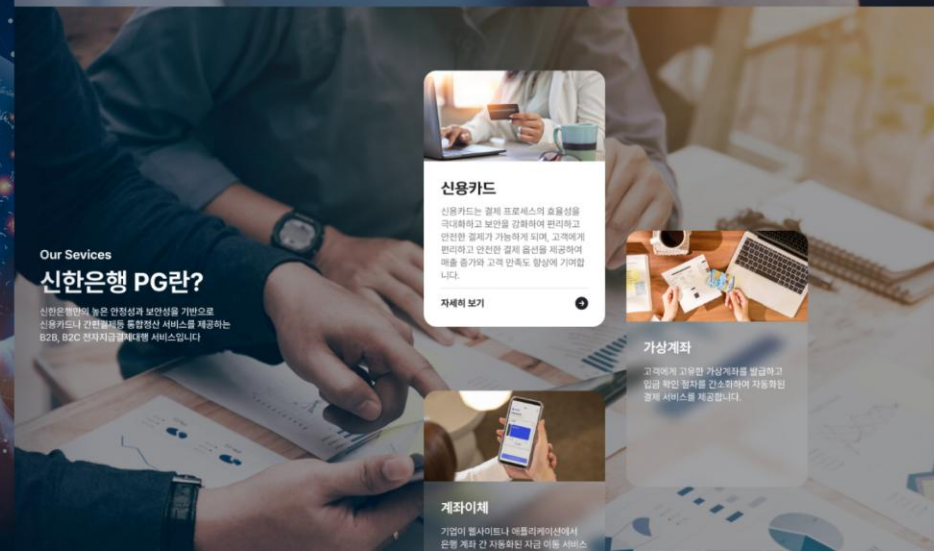 Our Sevices
신한은행 PG란?
신한은행만의 높은 안정성과 보안성을 기반으로
신용카드나 간편결제등 통합정산 서비스를 제공하는
B2B, B2C 전자지급결제대행 서비스입니다
신용카드
신용카드는 결제 프로세스의 효율성을
극대화하고 보안을 강화하여 편리하고
안전한 결제가 가능하게 되며, 고객에게
편리하고 안전한 결제 옵션을 제공하여
매출 증가와 고객 만족도 향상에 기여합
니다.
자세히 보기
가상계좌
고객에게 고유한 가상계좌를 발급하고
입금 확인 절차를 간소화하여 자동화된
결제 서비스를 제공합니다.
계좌이체
기업이 웹사이트나 애플리케이션에서
은행 계좌 간 자동화된 자금 이동 서비스